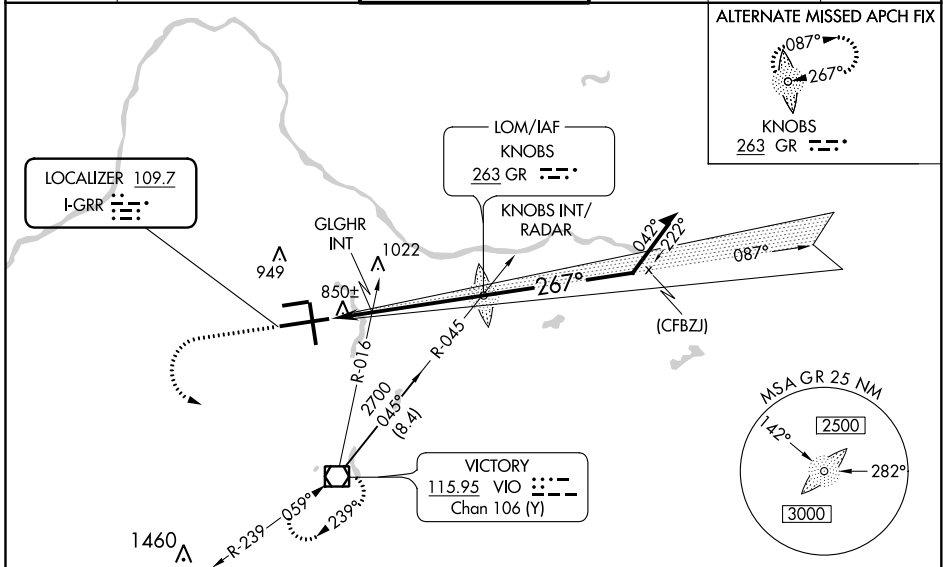 ALTERNATE MISSED APCH FIX
087°
267°
KNOBS
263 GR
LOM/IAF
KNOBS
263 GR
LOCALIZER 109.7
I-GRR
GLGHR
INT
KNOBS INT/
RADAR
949
1022
850±
042°
222°
087°
267°
(CFBZJ)
R-016
R-045
2700
045°
(8.4)
MSA GR 25 NM
142°
2500
282°
3000
VICTORY
115.95 VIO
Chan 106 (Y)
R-239
059°
239°
1460